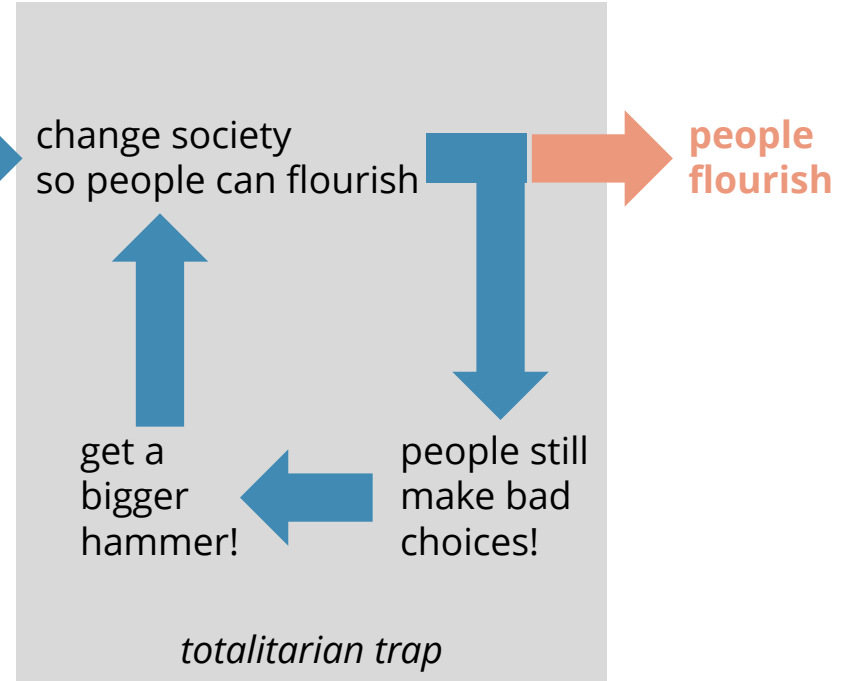 change society
so people can flourish
people
flourish
get a
bigger
hammer!
people still
make bad
choices!
totalitarian trap